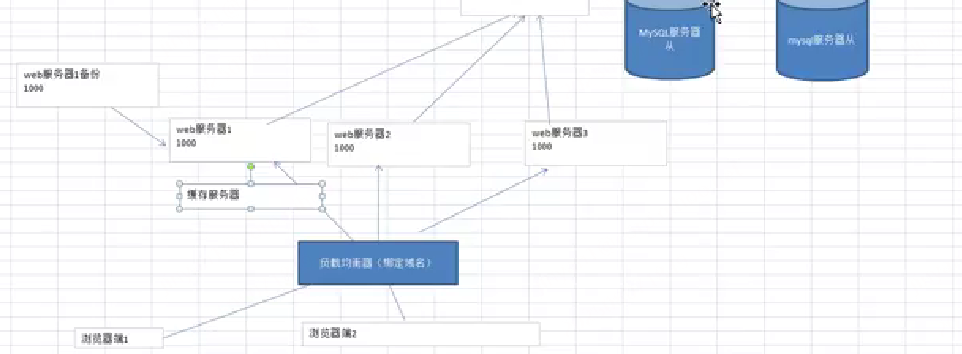 MySQL服务器
从
mysql服务器从
web服务器1备份
1000
web服务器1
1000
web服务器2
1000
web服务器3
1000
缓存服务器
负载均衡器（绑定域名）
浏览器端1
浏览器端2